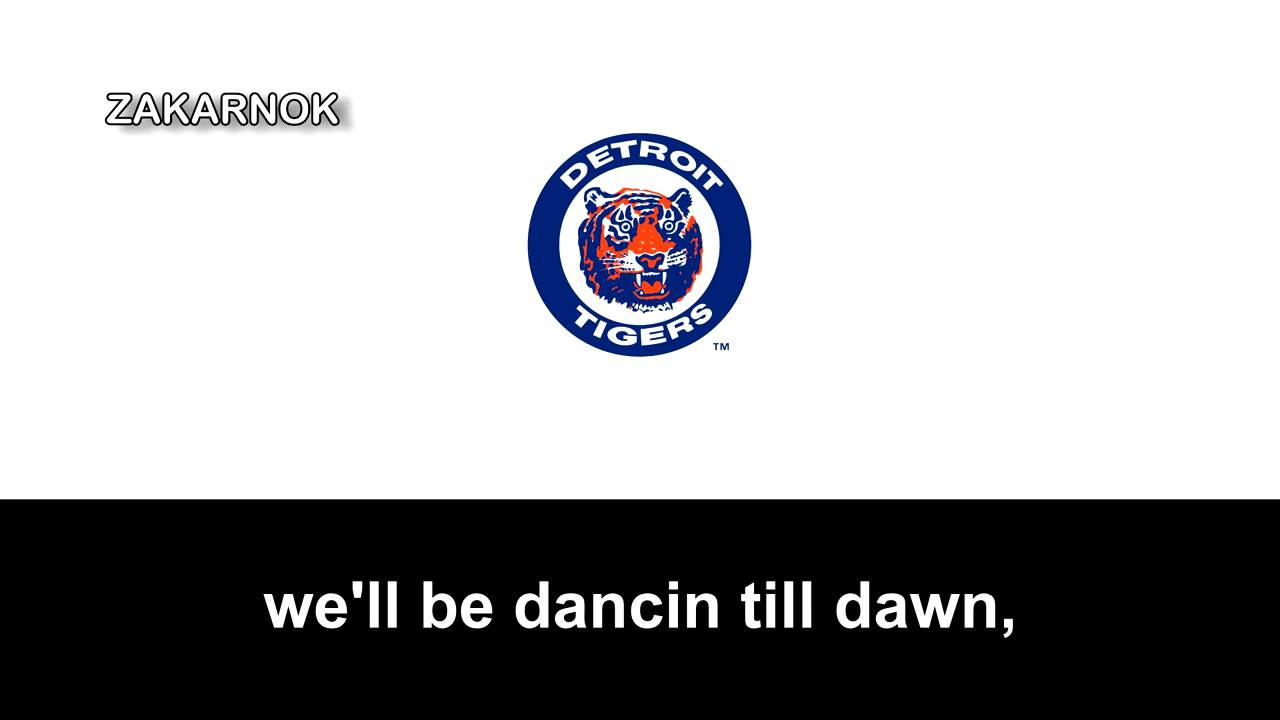 ZAKARNOK
DETROIT
TIGERS
TM
we'll be dancin till dawn,